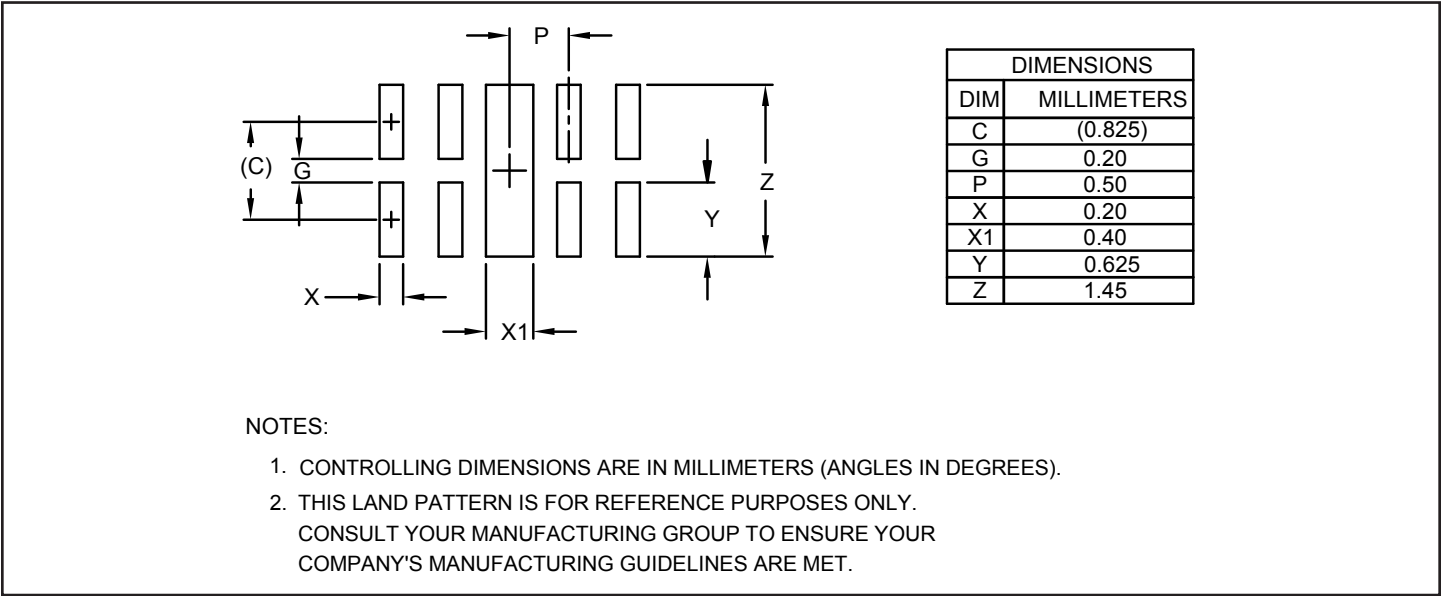 P
(C)
G
Z
Y
X
X1
DIMENSIONS
DIM MILLIMETERS
C (0.825)
G 0.20
P 0.50
X 0.20
X1 0.40
Y 0.625
Z 1.45
NOTES:
1. CONTROLLING DIMENSIONS ARE IN MILLIMETERS (ANGLES IN DEGREES).
2. THIS LAND PATTERN IS FOR REFERENCE PURPOSES ONLY.
CONSULT YOUR MANUFACTURING GROUP TO ENSURE YOUR
COMPANY'S MANUFACTURING GUIDELINES ARE MET.